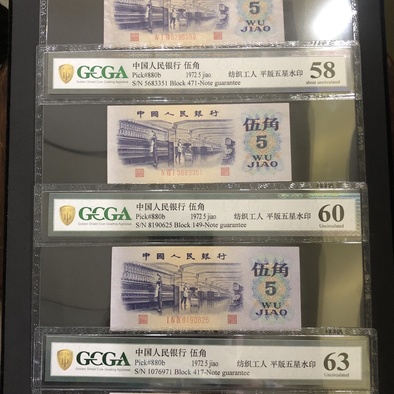 5
WU
JIAO
GCGA
中国人民银行 伍角
Pick#880b 1972 5 jiao 纺织工人 平版五星水印
S/N 5683351 Block 471-Note guarantee
58
about uncirculated
中国人民银行
伍角
5
WU
JIAO
GCGA
中国人民银行 伍角
Pick#880b 1972 5 jiao 纺织工人 平版五星水印
S/N 8190625 Block 149-Note guarantee
60
Uncirculated
中国人民银行
伍角
5
WU
JIAO
GCGA
中国人民银行 伍角
Pick#880b 1972 5 jiao 纺织工人 平版五星水印
S/N 1076971 Block 417-Note guarantee
63
Uncirculated